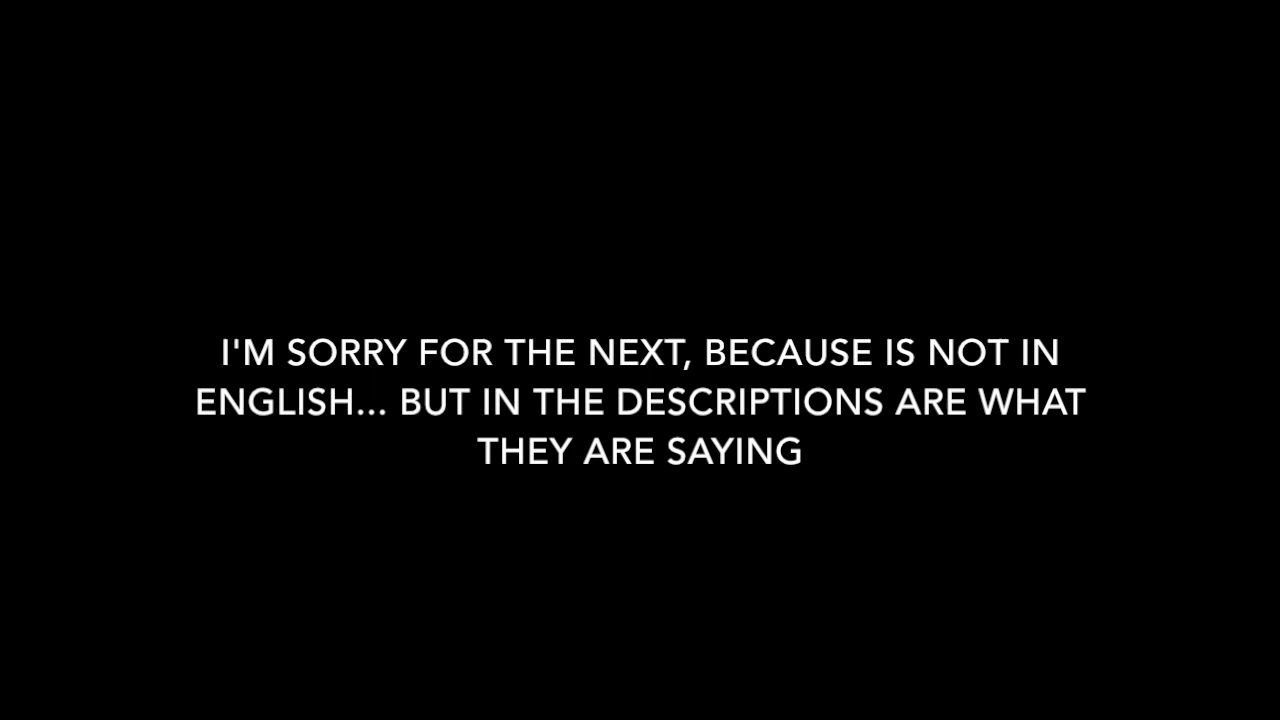 I'M SORRY FOR THE NEXT, BECAUSE IS NOT IN
ENGLISH... BUT IN THE DESCRIPTIONS ARE WHAT
THEY ARE SAYING